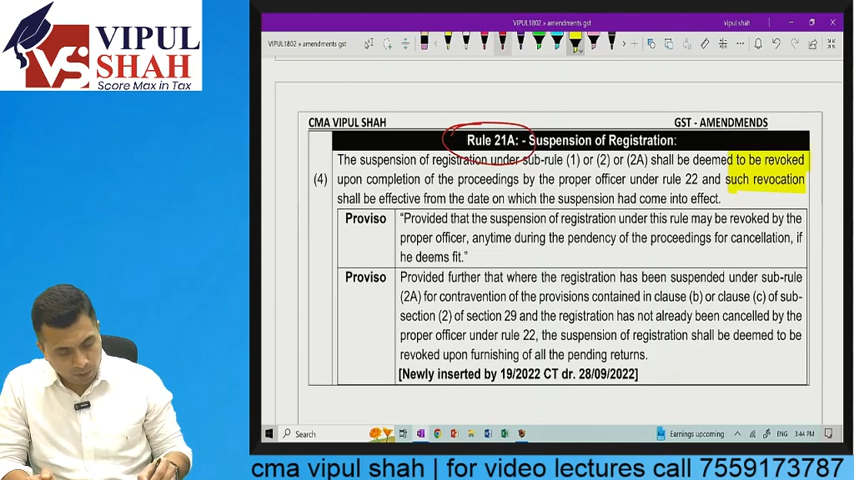 VIPUL
SHAH
Score Max in Tax
VS
VIPUL1802 » amendments gst
vipul shah
VIPUL1802 » amendments gst
CMA VIPUL SHAH
GST - AMENDMENTS
Rule 21A: - Suspension of Registration:
(4)
The suspension of registration under sub-rule (1) or (2) or (2A) shall be deemed to be revoked
upon completion of the proceedings by the proper officer under rule 22 and such revocation
shall be effective from the date on which the suspension had come into effect.
Proviso
“Provided that the suspension of registration under this rule may be revoked by the
proper officer, anytime during the pendency of the proceedings for cancellation, if
he deems fit.”
Proviso
Provided further that where the registration has been suspended under sub-rule
(2A) for contravention of the provisions contained in clause (b) or clause (c) of sub-
section (2) of section 29 and the registration has not already been cancelled by the
proper officer under rule 22, the suspension of registration shall be deemed to be
revoked upon furnishing of all the pending returns.
[Newly inserted by 19/2022 CT dr. 28/09/2022]
Search
Earnings upcoming
ENG
3:44 PM
cma vipul shah | for video lectures call 7559173787